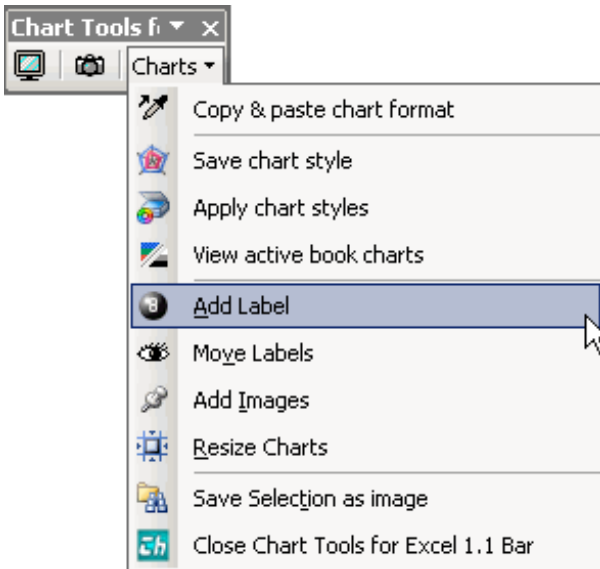 Chart Tools f
Charts
Copy & paste chart format
Save chart style
Apply chart styles
View active book charts
Add Label
Move Labels
Add Images
Resize Charts
Save Selection as image
Close Chart Tools for Excel 1.1 Bar